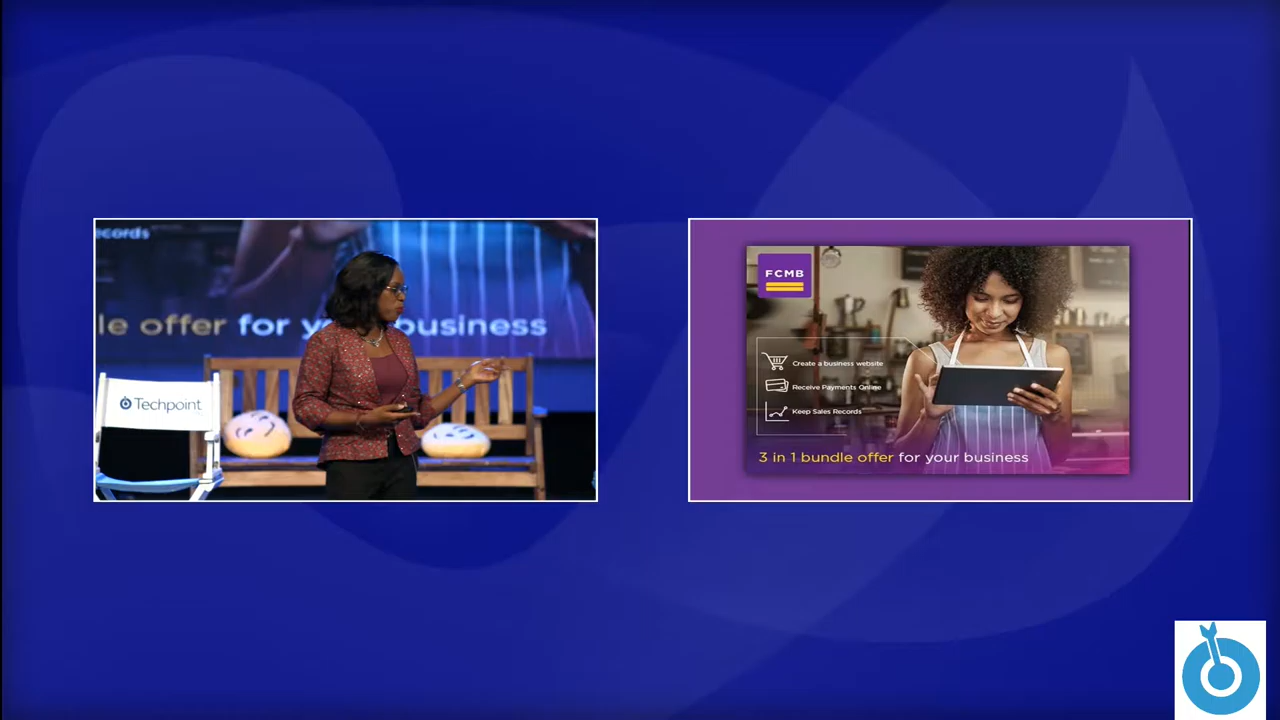 ecords
le offer for y business
Techpoint
FCMB
Create a business website
Receive Payments Online
Keep Sales Records
3 in 1 bundle offer for your business